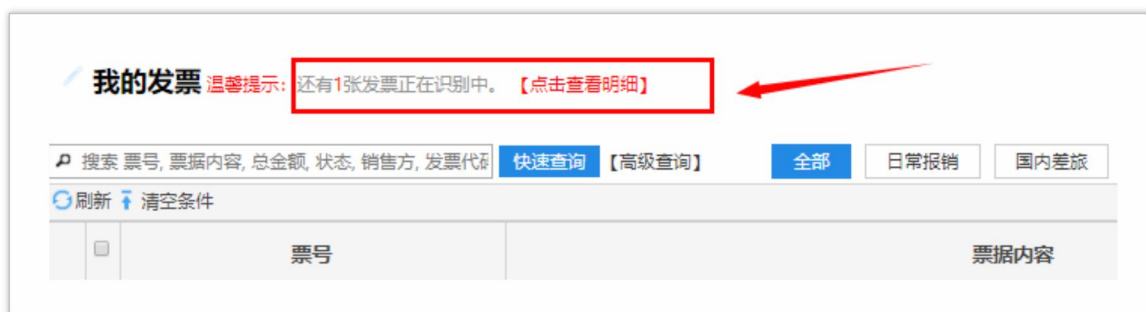 我的发票 温馨提示: 还有1张发票正在识别中。 【点击查看明细】
搜索 票号, 票据内容, 总金额, 状态, 销售方, 发票代码 快速查询 【高级查询】 全部 日常报销 国内差旅
刷新 清空条件
票号 票据内容